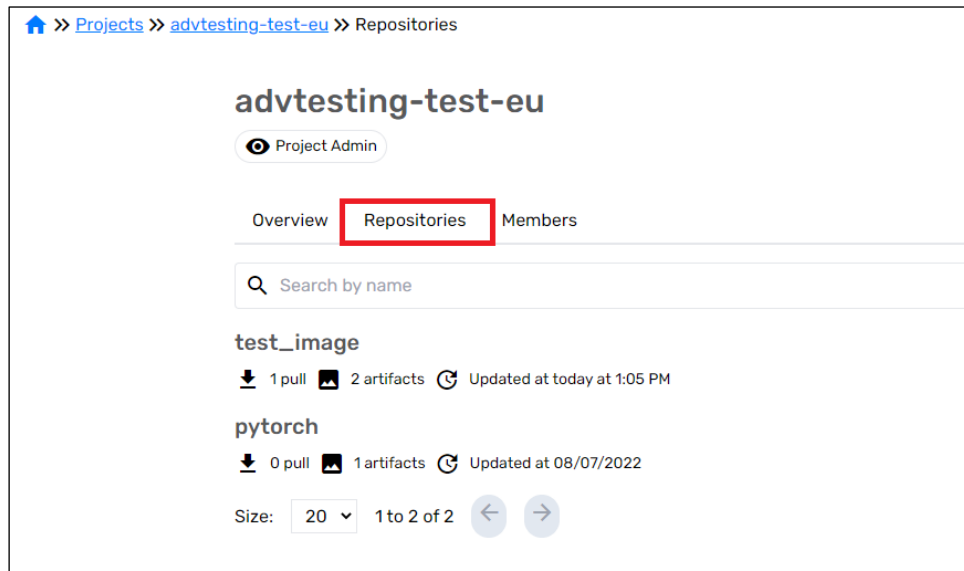 Projects advtesting-test-eu Repositories
advtesting-test-eu
Project Admin
Overview Repositories Members
Search by name
test_image
1 pull 2 artifacts Updated at today at 1:05 PM
pytorch
0 pull 1 artifacts Updated at 08/07/2022
Size: 20 1 to 2 of 2